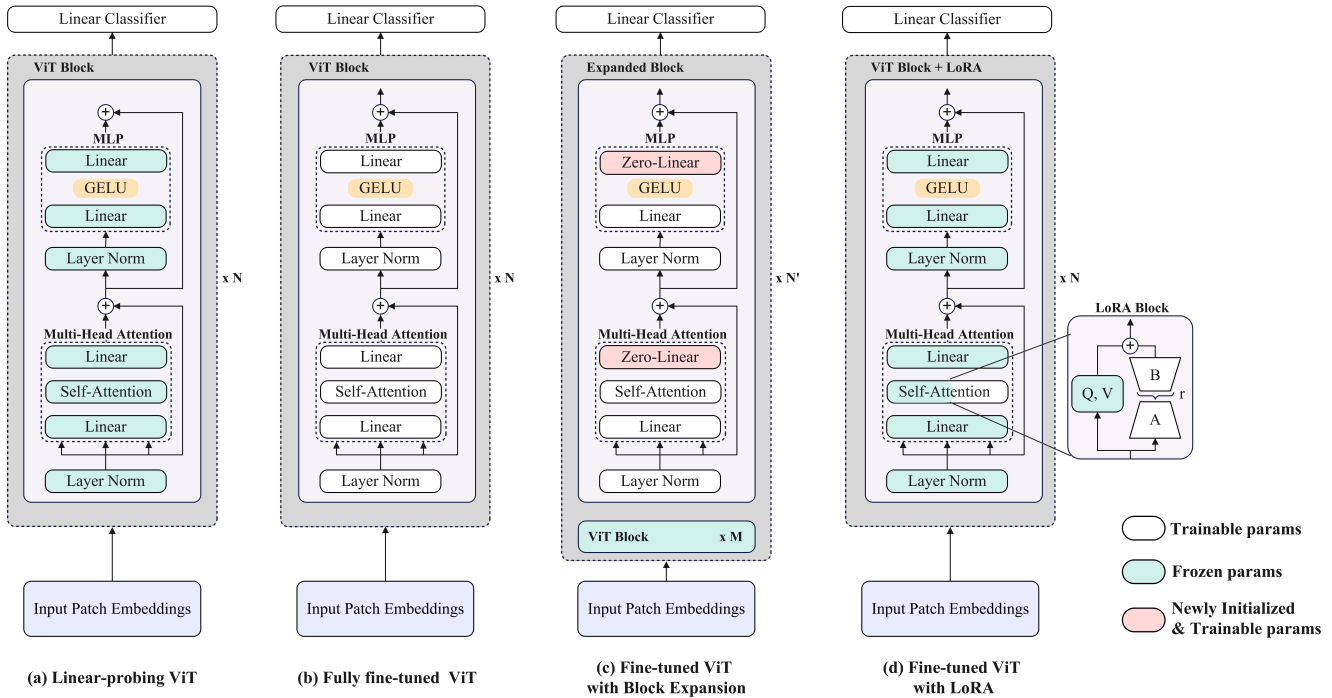 Linear Classifier
ViT Block
+
MLP
Linear
GELU
Linear
Layer Norm
x N
+
Multi-Head Attention
Linear
Self-Attention
Linear
Layer Norm
Input Patch Embeddings
(a) Linear-probing ViT
Linear Classifier
ViT Block
+
MLP
Linear
GELU
Linear
Layer Norm
x N
+
Multi-Head Attention
Linear
Self-Attention
Linear
Layer Norm
Input Patch Embeddings
(b) Fully fine-tuned ViT
Linear Classifier
Expanded Block
+
MLP
Zero-Linear
GELU
Linear
Layer Norm
x N'
+
Multi-Head Attention
Zero-Linear
Self-Attention
Linear
Layer Norm
ViT Block x M
Input Patch Embeddings
(c) Fine-tuned ViT
with Block Expansion
Linear Classifier
ViT Block + LoRA
+
MLP
Linear
GELU
Linear
Layer Norm
x N
+
Multi-Head Attention
Linear
Self-Attention
Linear
Layer Norm
Input Patch Embeddings
(d) Fine-tuned ViT
with LoRA
LoRA Block
+
B
Q, V
r
A
Trainable params
Frozen params
Newly Initialized
& Trainable params